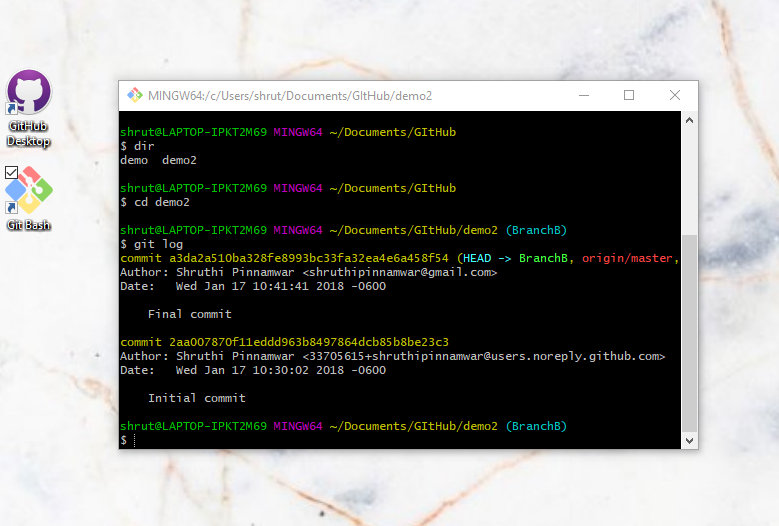 GitHub
Desktop
Git Bash
MINGW64:/c/Users/shrut/Documents/GItHub/demo2
shrut@LAPTOP-IPKT2M69 MINGW64 ~/Documents/GItHub
$ dir
demo  demo2
shrut@LAPTOP-IPKT2M69 MINGW64 ~/Documents/GItHub
$ cd demo2
shrut@LAPTOP-IPKT2M69 MINGW64 ~/Documents/GItHub/demo2 (BranchB)
$ git log
commit a3da2a510ba328fe8993bc33fa32ea4e6a458f54 (HEAD -> BranchB, origin/master,
Author: Shruthi Pinnamwar <shruthipinnamwar@gmail.com>
Date:   Wed Jan 17 10:41:41 2018 -0600
Final commit
commit 2aa007870f11eddd963b8497864dcb85b8be23c3
Author: Shruthi Pinnamwar <33705615+shruthipinnamwar@users.noreply.github.com>
Date:   Wed Jan 17 10:30:02 2018 -0600
Initial commit
shrut@LAPTOP-IPKT2M69 MINGW64 ~/Documents/GItHub/demo2 (BranchB)
$